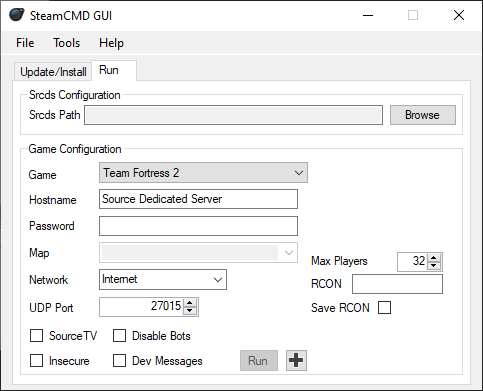 SteamCMD GUI
File Tools Help
Update/Install Run
Srcds Configuration
Srcds Path Browse
Game Configuration
Game Team Fortress 2
Hostname Source Dedicated Server
Password
Map
Max Players 32
Network Internet
RCON
UDP Port 27015
Save RCON
SourceTV Disable Bots
Insecure Dev Messages Run